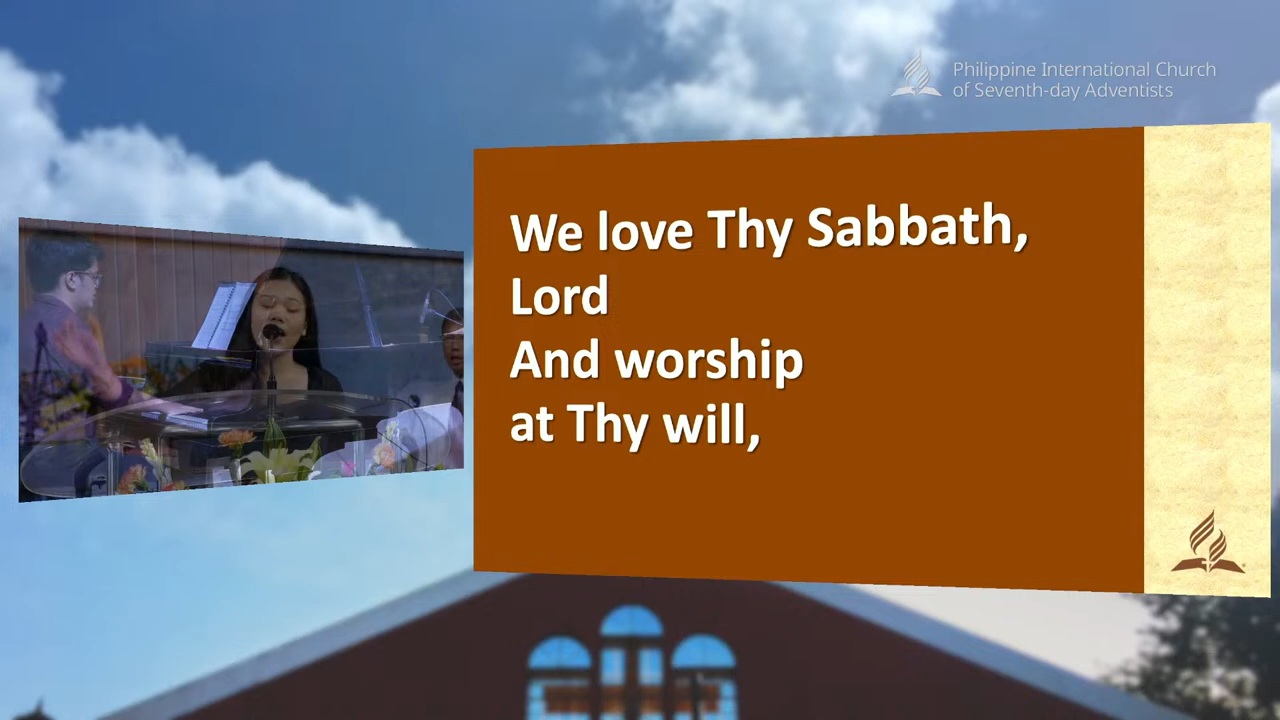 Philippine International Church
of Seventh-day Adventists
We love Thy Sabbath,
Lord
And worship
at Thy will,